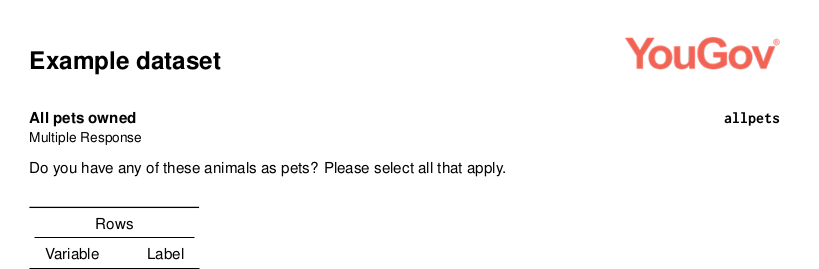 Example dataset
YouGov®
All pets owned
allpets
Multiple Response
Do you have any of these animals as pets? Please select all that apply.
Rows
Variable Label